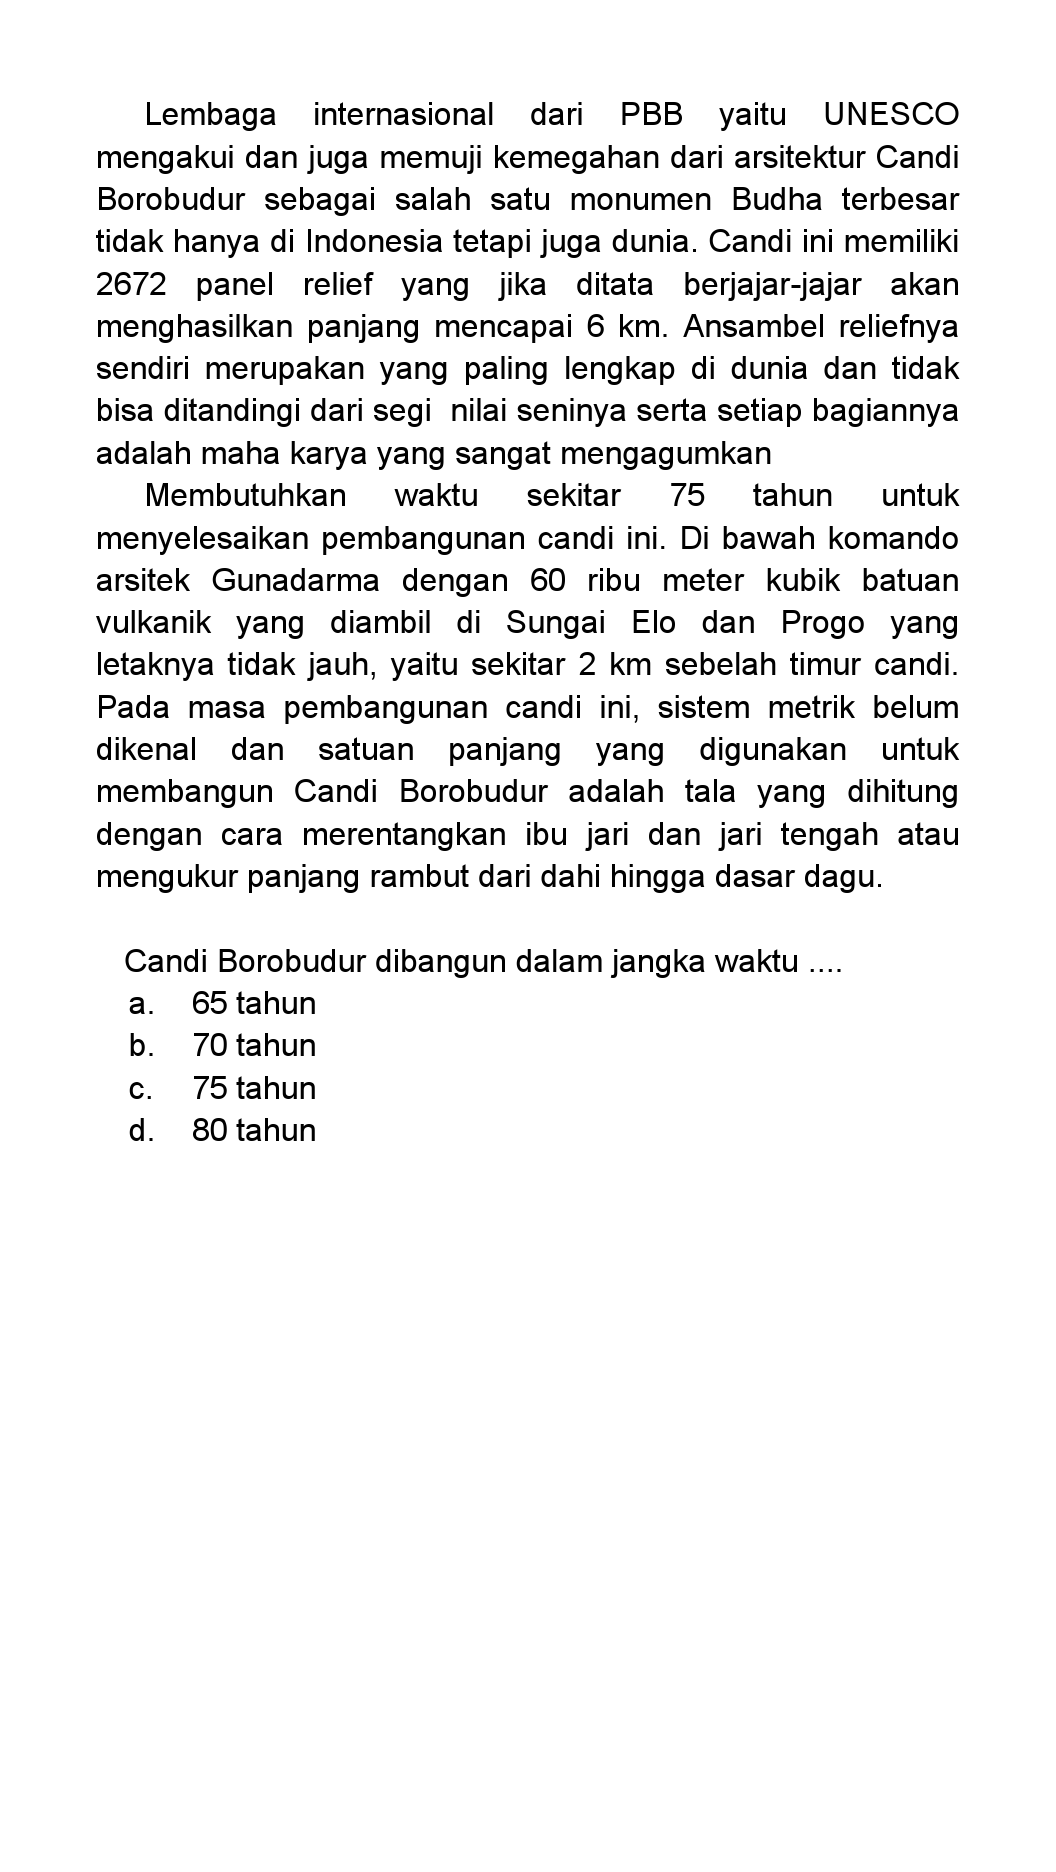 Lembaga internasional dari PBB yaitu UNESCO
mengakui dan juga memuji kemegahan dari arsitektur Candi
Borobudur sebagai salah satu monumen Budha terbesar
tidak hanya di Indonesia tetapi juga dunia. Candi ini memiliki
2672 panel relief yang jika ditata berjajar-jajar akan
menghasilkan panjang mencapai 6 km. Ansambel reliefnya
sendiri merupakan yang paling lengkap di dunia dan tidak
bisa ditandingi dari segi  nilai seninya serta setiap bagiannya
adalah maha karya yang sangat mengagumkan
Membutuhkan waktu sekitar 75 tahun untuk
menyelesaikan pembangunan candi ini. Di bawah komando
arsitek Gunadarma dengan 60 ribu meter kubik batuan
vulkanik yang diambil di Sungai Elo dan Progo yang
letaknya tidak jauh, yaitu sekitar 2 km sebelah timur candi.
Pada masa pembangunan candi ini, sistem metrik belum
dikenal dan satuan panjang yang digunakan untuk
membangun Candi Borobudur adalah tala yang dihitung
dengan cara merentangkan ibu jari dan jari tengah atau
mengukur panjang rambut dari dahi hingga dasar dagu.
Candi Borobudur dibangun dalam jangka waktu ....
a. 65 tahun
b. 70 tahun
c. 75 tahun
d. 80 tahun